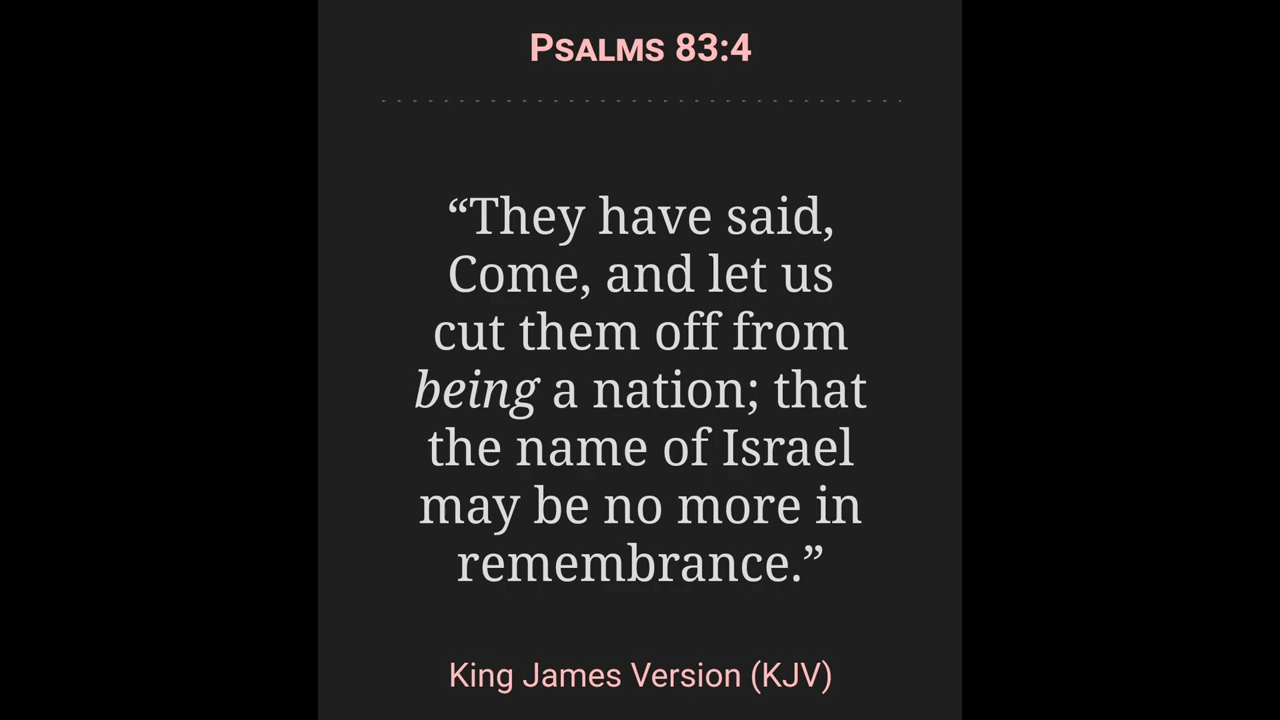 Psalms 83:4
“They have said,
Come, and let us
cut them off from
being a nation; that
the name of Israel
may be no more in
remembrance.”
King James Version (KJV)